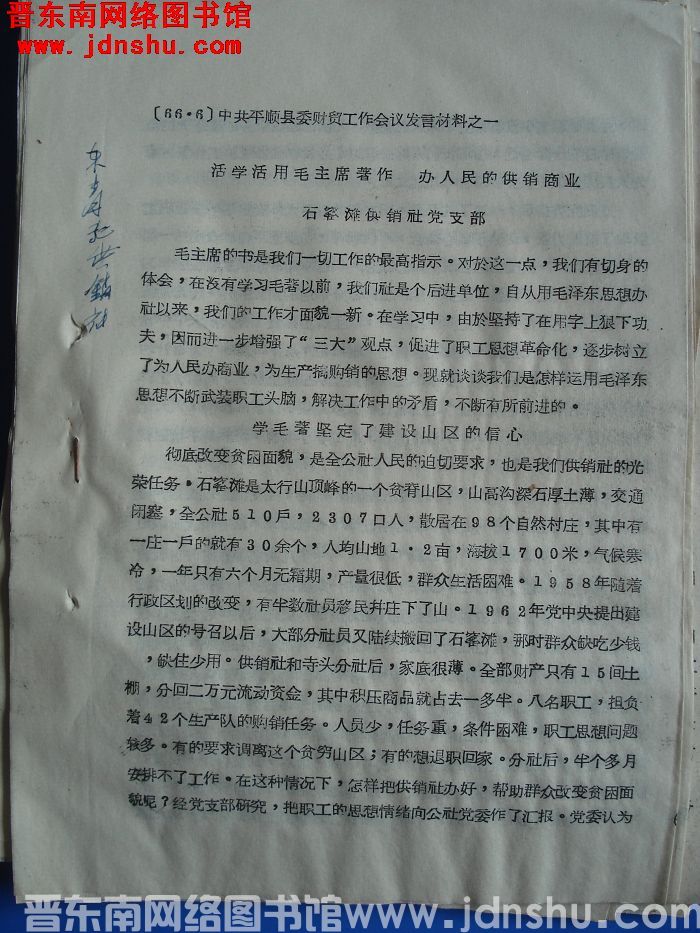 晋东南网络图书馆
www.jdnshu.com
〔66·6〕中共平顺县委财贸工作会议发言材料之一
活学活用毛主席著作　办人民的供销商业
石窰滩供销社党支部
毛主席的书是我们一切工作的最高指示。对於这一点，我们有切身的
体会，在没有学习毛著以前，我们社是个后进单位，自从用毛泽东思想办
社以来，我们的工作才面貌一新。在学习中，由於坚持了在用字上狠下功
夫，因而进一步增强了“三大”观点，促进了职工思想革命化，逐步树立
了为人民办商业，为生产搞购销的思想。现就谈谈我们是怎样运用毛泽东
思想不断武装职工头脑，解决工作中的矛盾，不断有所前进的。
学毛著坚定了建设山区的信心
彻底改变贫困面貌，是全公社人民的迫切要求，也是我们供销社的光
荣任务。石窰滩是太行山顶峰的一个贫脊山区，山高沟深石厚土薄，交通
闭塞，全公社510戶，2307口人，散居在98个自然村庄，其中有
一庄一戶的就有30余个，人均山地1·2亩，海拔1700米，气候寒
冷，一年只有六个月无霜期，产量很低，群众生活困难。1958年随着
行政区划的改变，有半数社员移民幷庄下了山。1962年党中央提出建
设山区的号召以后，大部分社员又陆续搬回了石窰滩，那时群众缺吃少钱
，缺住少用。供销社和寺头分社后，家底很薄。全部财产只有15间土
棚，分回二万元流动资金，其中积压商品就占去一多半。八名职工，担负
着42个生产队的购销任务。人员少，任务重，条件困难，职工思想问题
较多。有的要求调离这个贫穷山区；有的想退职回家。分社后，半个多月
安排不了工作。在这种情况下，怎样把供销社办好，帮助群众改变贫困面
貌呢？经党支部研究，把职工的思想情绪向公社党委作了汇报。党委认为
晋东南网络图书馆www.jdnshu.com